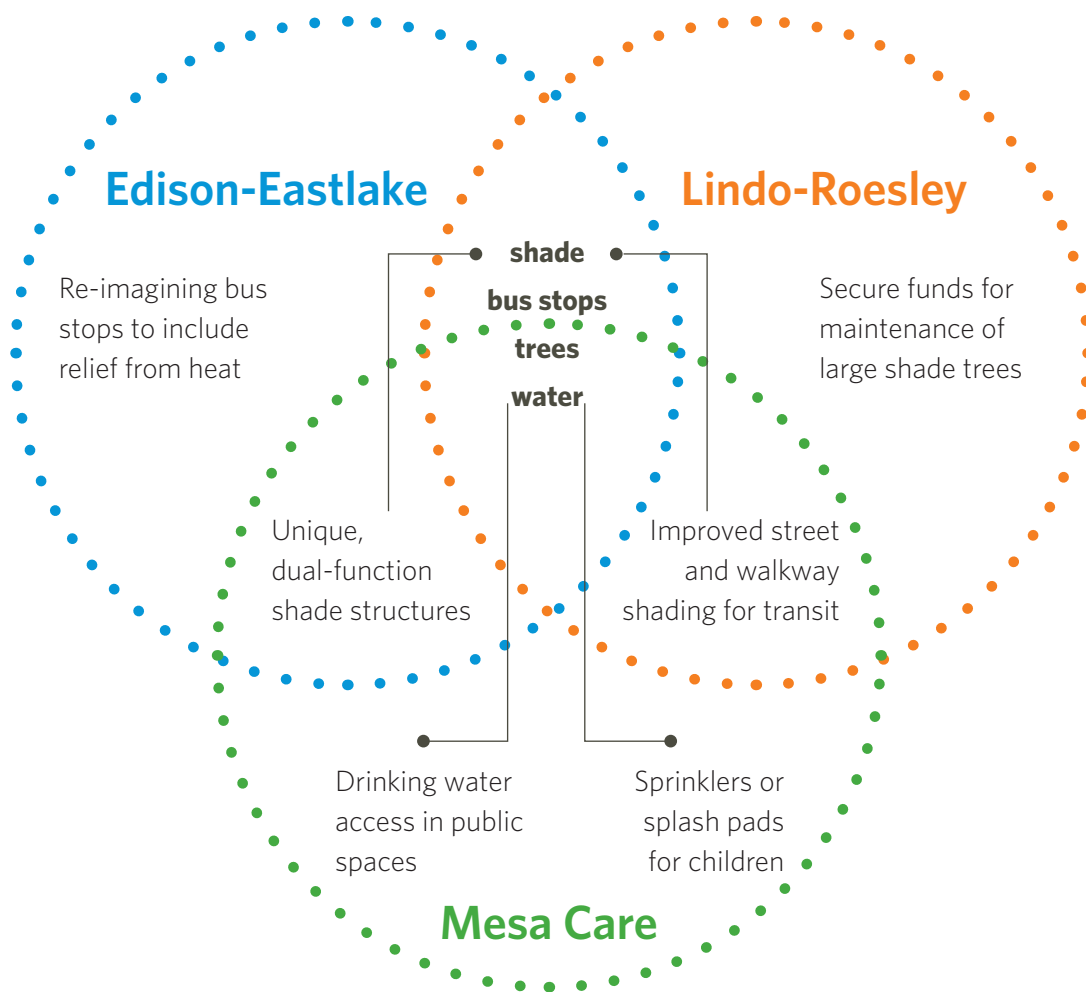 Edison-Eastlake
Lindo-Roesley
shade
bus stops
trees
water
Re-imagining bus
stops to include
relief from heat
Secure funds for
maintenance of
large shade trees
Unique,
dual-function
shade structures
Improved street
and walkway
shading for transit
Drinking water
access in public
spaces
Sprinklers or
splash pads
for children
Mesa Care